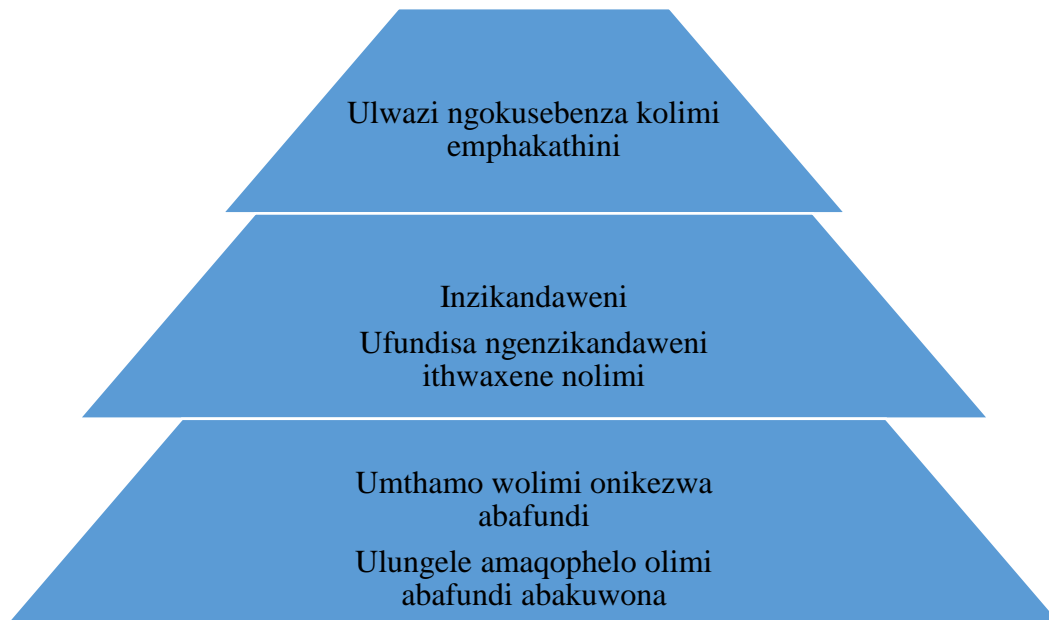 Ulwazi ngokusebenza kolimi
emphakathini
Inzikandaweni
Ufundisa ngenzikandaweni
ithwaxene nolimi
Umthamo wolimi onikezwa
abafundi
Ulungele amaqophelo olimi
abafundi abakuwona